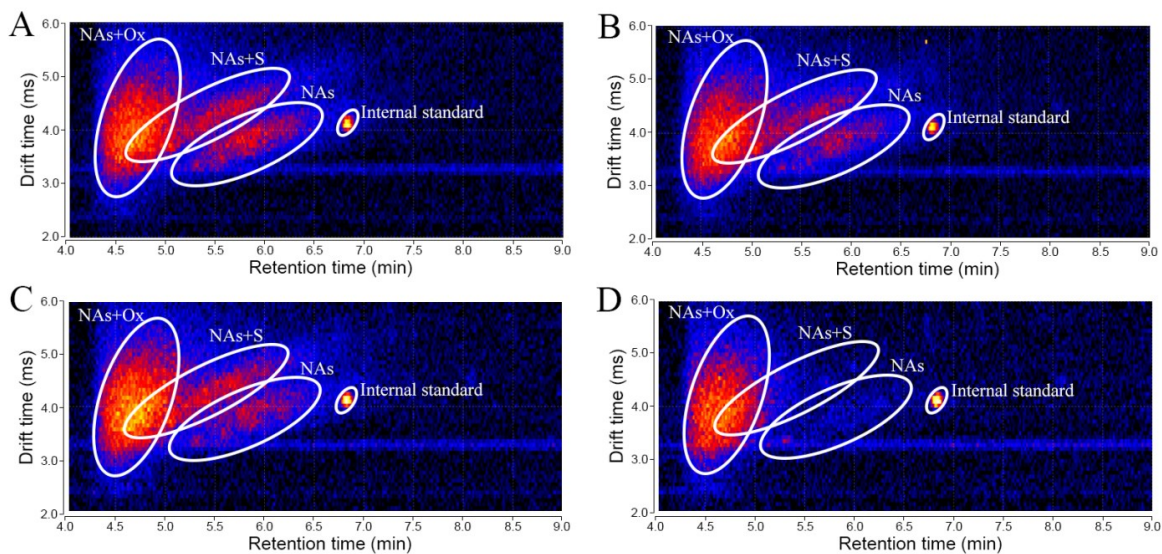 A
6.0
5.0
4.0
3.0
2.0
Drift time (ms)
NAs+Ox
NAs+S
NAs
Internal standard
4.0 4.5 5.0 5.5 6.0 6.5 7.0 7.5 8.0 8.5 9.0
Retention time (min)
B
6.0
5.0
4.0
3.0
2.0
Drift time (ms)
NAs+Ox
NAs+S
NAs
Internal standard
4.0 4.5 5.0 5.5 6.0 6.5 7.0 7.5 8.0 8.5 9.0
Retention time (min)
C
6.0
5.0
4.0
3.0
2.0
Drift time (ms)
NAs+Ox
NAs+S
NAs
Internal standard
4.0 4.5 5.0 5.5 6.0 6.5 7.0 7.5 8.0 8.5 9.0
Retention time (min)
D
6.0
5.0
4.0
3.0
2.0
Drift time (ms)
NAs+Ox
NAs+S
NAs
Internal standard
4.0 4.5 5.0 5.5 6.0 6.5 7.0 7.5 8.0 8.5 9.0
Retention time (min)